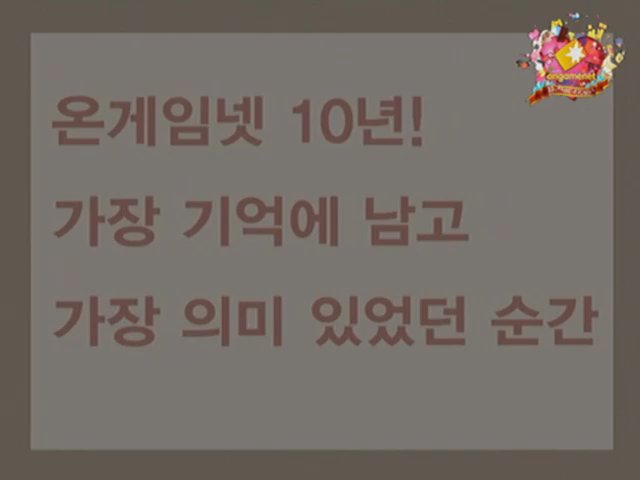 온게임넷 10년!
가장 기억에 남고
가장 의미 있었던 순간
ongamenet